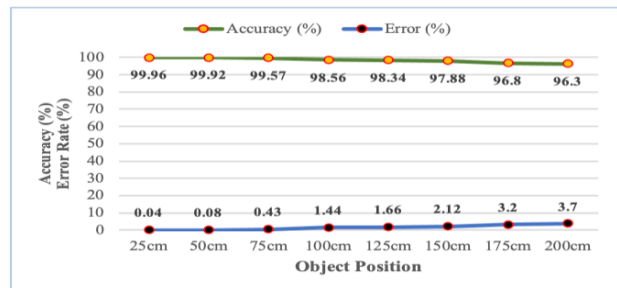 Accuracy (%) Error (%)
100
90
80
70
60
50
40
30
20
10
0
Accuracy (%)
Error Rate (%)
99.96 99.92 99.57 98.56 98.34 97.88 96.8 96.3
0.04 0.08 0.43 1.44 1.66 2.12 3.2 3.7
25cm 50cm 75cm 100cm 125cm 150cm 175cm 200cm
Object Position